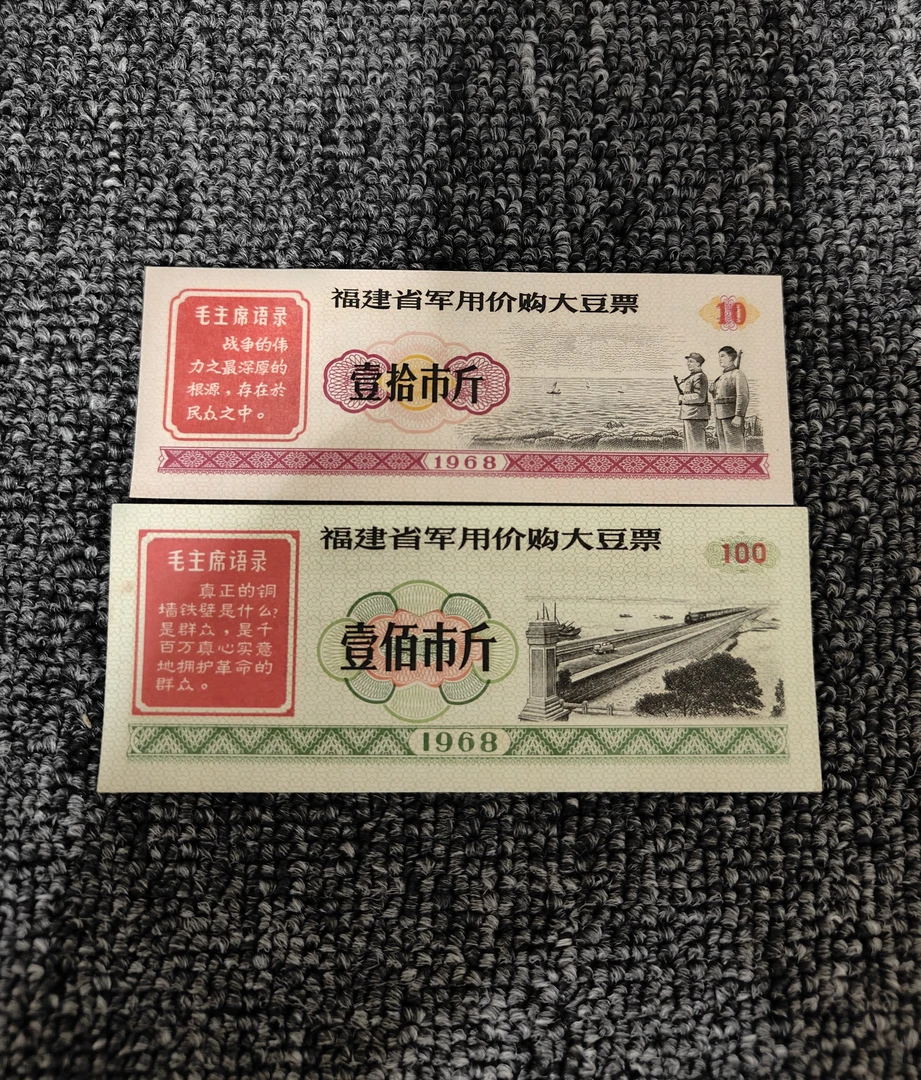 福建省军用价购大豆票
10
毛主席语录
战争的伟
力之最深厚的
根源，存在於
民众之中。
壹拾市斤
1968
福建省军用价购大豆票
100
毛主席语录
真正的铜
墙铁壁是什么？
是群众，是千
百万真心实意
地拥护革命的
群众。
壹佰市斤
1968